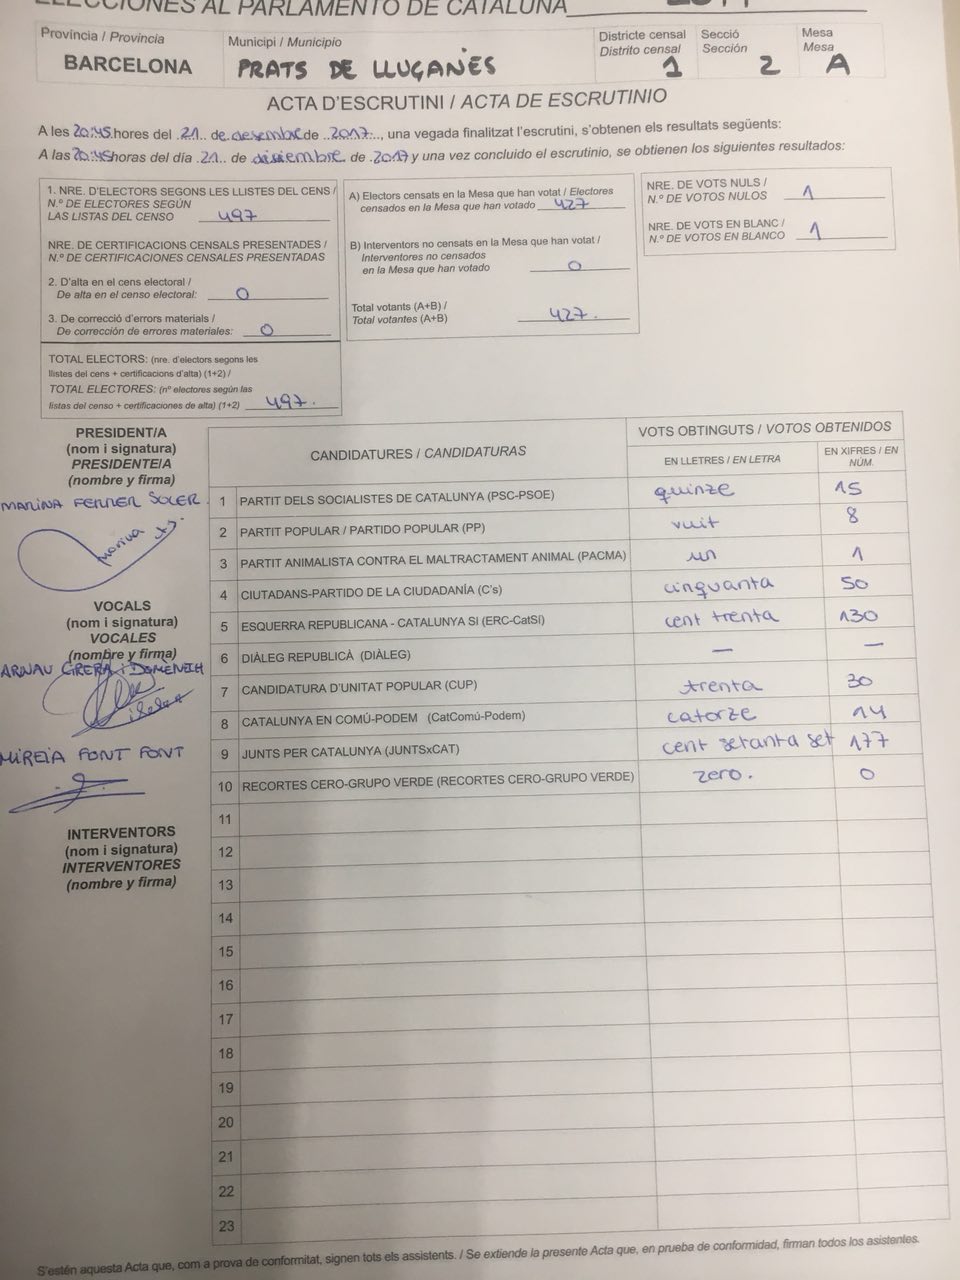 ELECCIONES AL PARLAMENTO DE CATALUÑA
Província / Provincia
BARCELONA
Municipi / Municipio
PRATS DE LLUÇANÈS
Districte censal
Distrito censal
1
Secció
Sección
2
Mesa
Mesa
A
ACTA D'ESCRUTINI / ACTA DE ESCRUTINIO
A les 20:45 hores del 21 de desembre de 2017, una vegada finalitzat l'escrutini, s'obtenen els resultats següents:
A las 20:45 horas del día 21 de diciembre de 2017 y una vez concluido el escrutinio, se obtienen los siguientes resultados:
1. NRE. D'ELECTORS SEGONS LES LLISTES DEL CENS /
N.º DE ELECTORES SEGÚN
LAS LISTAS DEL CENSO 497
NRE. DE CERTIFICACIONS CENSALS PRESENTADES /
N.º DE CERTIFICACIONES CENSALES PRESENTADAS
2. D'alta en el cens electoral /
De alta en el censo electoral: 0
3. De correcció d'errors materials /
De corrección de errores materiales: 0
TOTAL ELECTORS: (nre. d'electors segons les
llistes del cens + certificacions d'alta) (1+2) /
TOTAL ELECTORES: (nº electores según las
listas del censo + certificaciones de alta) (1+2) 497.
A) Electors censats en la Mesa que han votat / Electores
censados en la Mesa que han votado 427
B) Interventors no censats en la Mesa que han votat /
Interventores no censados
en la Mesa que han votado 0
Total votants (A+B) /
Total votantes (A+B) 427.
NRE. DE VOTS NULS /
N.º DE VOTOS NULOS 1
NRE. DE VOTS EN BLANC /
N.º DE VOTOS EN BLANCO 1
PRESIDENT/A
(nom i signatura)
PRESIDENTE/A
(nombre y firma)
MARINA FERRER SOLER.
VOCALS
(nom i signatura)
VOCALES
(nombre y firma)
ARNAU CIRERA i DOMÈNECH
MIREIA FONT FONT
INTERVENTORS
(nom i signatura)
INTERVENTORES
(nombre y firma)
CANDIDATURES / CANDIDATURAS
VOTS OBTINGUTS / VOTOS OBTENIDOS
EN LLETRES / EN LETRA
EN XIFRES / EN NÚM.
1 PARTIT DELS SOCIALISTES DE CATALUNYA (PSC-PSOE) quinze 15
2 PARTIT POPULAR / PARTIDO POPULAR (PP) vuit 8
3 PARTIT ANIMALISTA CONTRA EL MALTRACTAMENT ANIMAL (PACMA) un 1
4 CIUTADANS-PARTIDO DE LA CIUDADANÍA (C's) cinquanta 50
5 ESQUERRA REPUBLICANA - CATALUNYA SI (ERC-CatSí) cent trenta 130
6 DIÀLEG REPUBLICÀ (DIÀLEG) — —
7 CANDIDATURA D'UNITAT POPULAR (CUP) trenta 30
8 CATALUNYA EN COMÚ-PODEM (CatComú-Podem) catorze 14
9 JUNTS PER CATALUNYA (JUNTSxCAT) cent setanta set 177
10 RECORTES CERO-GRUPO VERDE (RECORTES CERO-GRUPO VERDE) zero. 0
11
12
13
14
15
16
17
18
19
20
21
22
23
S'estén aquesta Acta que, com a prova de conformitat, signen tots els assistents. / Se extiende la presente Acta que, en prueba de conformidad, firman todos los asistentes.